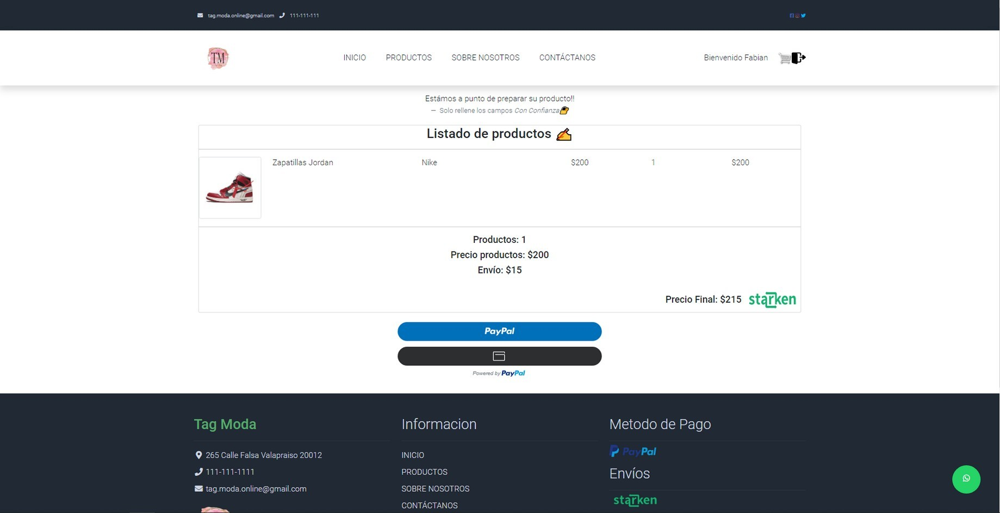 tag.moda.online@gmail.com 111-111-111
TM
INICIO PRODUCTOS SOBRE NOSOTROS CONTÁCTANOS Bienvenido Fabian
Estámos a punto de preparar su producto!!
— Solo rellene los campos Con Confianza
Listado de productos
Zapatillas Jordan Nike $200 1 $200
"AIR"
Productos: 1
Precio productos: $200
Envío: $15
Precio Final: $215 starken
PayPal
Powered by PayPal
Tag Moda
265 Calle Falsa Valapraiso 20012
111-111-1111
tag.moda.online@gmail.com
Informacion
INICIO
PRODUCTOS
SOBRE NOSOTROS
CONTÁCTANOS
Metodo de Pago
PayPal
Envíos
starken